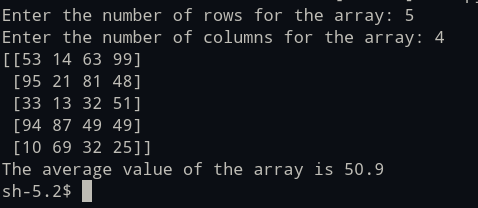 Enter the number of rows for the array: 5
Enter the number of columns for the array: 4
[[53 14 63 99]
 [95 21 81 48]
 [33 13 32 51]
 [94 87 49 49]
 [10 69 32 25]]
The average value of the array is 50.9
sh-5.2$